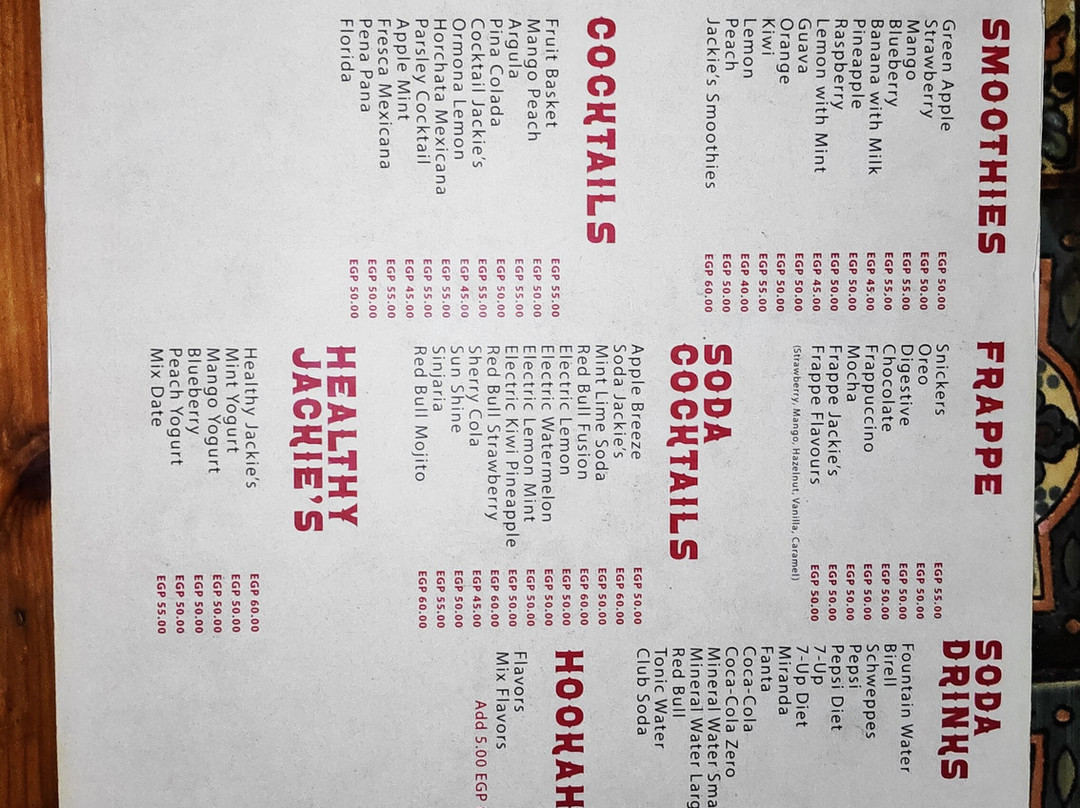 SMOOTHIES
Green Apple EGP 50.00
Strawberry EGP 50.00
Mango EGP 55.00
Blueberry EGP 55.00
Banana with Milk EGP 45.00
Pineapple EGP 50.00
Raspberry EGP 50.00
Lemon with Mint EGP 45.00
Guava EGP 50.00
Orange EGP 50.00
Kiwi EGP 55.00
Lemon EGP 40.00
Peach EGP 50.00
Jackie's Smoothies EGP 60.00
COCKTAILS
Fruit Basket EGP 55.00
Mango Peach EGP 50.00
Argula EGP 55.00
Pina Colada EGP 50.00
Cocktail Jackie's EGP 55.00
Ormona Lemon EGP 45.00
Horchata Mexicana EGP 55.00
Parsley Cocktail EGP 55.00
Apple Mint EGP 45.00
Fresca Mexicana EGP 55.00
Pena Pana EGP 50.00
Florida EGP 50.00
FRAPPE
Snickers EGP 55.00
Oreo EGP 50.00
Digestive EGP 50.00
Chocolate EGP 50.00
Frappuccino EGP 50.00
Mocha EGP 50.00
Frappe Jackie's EGP 50.00
Frappe Flavours EGP 50.00
(Strawberry, Mango, Hazelnut, Vanilla, Caramel)
SODA
COCKTAILS
Apple Breeze EGP 50.00
Soda Jackie's EGP 60.00
Mint Lime Soda EGP 50.00
Red Bull Fusion EGP 60.00
Electric Lemon EGP 50.00
Electric Watermelon EGP 50.00
Electric Lemon Mint EGP 50.00
Electric Kiwi Pineapple EGP 50.00
Red Bull Strawberry EGP 60.00
Sherry Cola EGP 45.00
Sun Shine EGP 50.00
Sinjaria EGP 55.00
Red Bull Mojito EGP 60.00
HEALTHY
JACKIE'S
Healthy Jackie's EGP 60.00
Mint Yogurt EGP 50.00
Mango Yogurt EGP 50.00
Blueberry EGP 50.00
Peach Yogurt EGP 50.00
Mix Date EGP 55.00
SODA
DRINKS
Fountain Water
Birell
Schweppes
Pepsi
Pepsi Diet
7-Up
7-Up Diet
Miranda
Fanta
Coca-Cola
Coca-Cola Zero
Mineral Water Sma
Mineral Water Larg
Red Bull
Tonic Water
Club Soda
HOOKAH
Flavors
Mix Flavors
Add 5.00 EGP